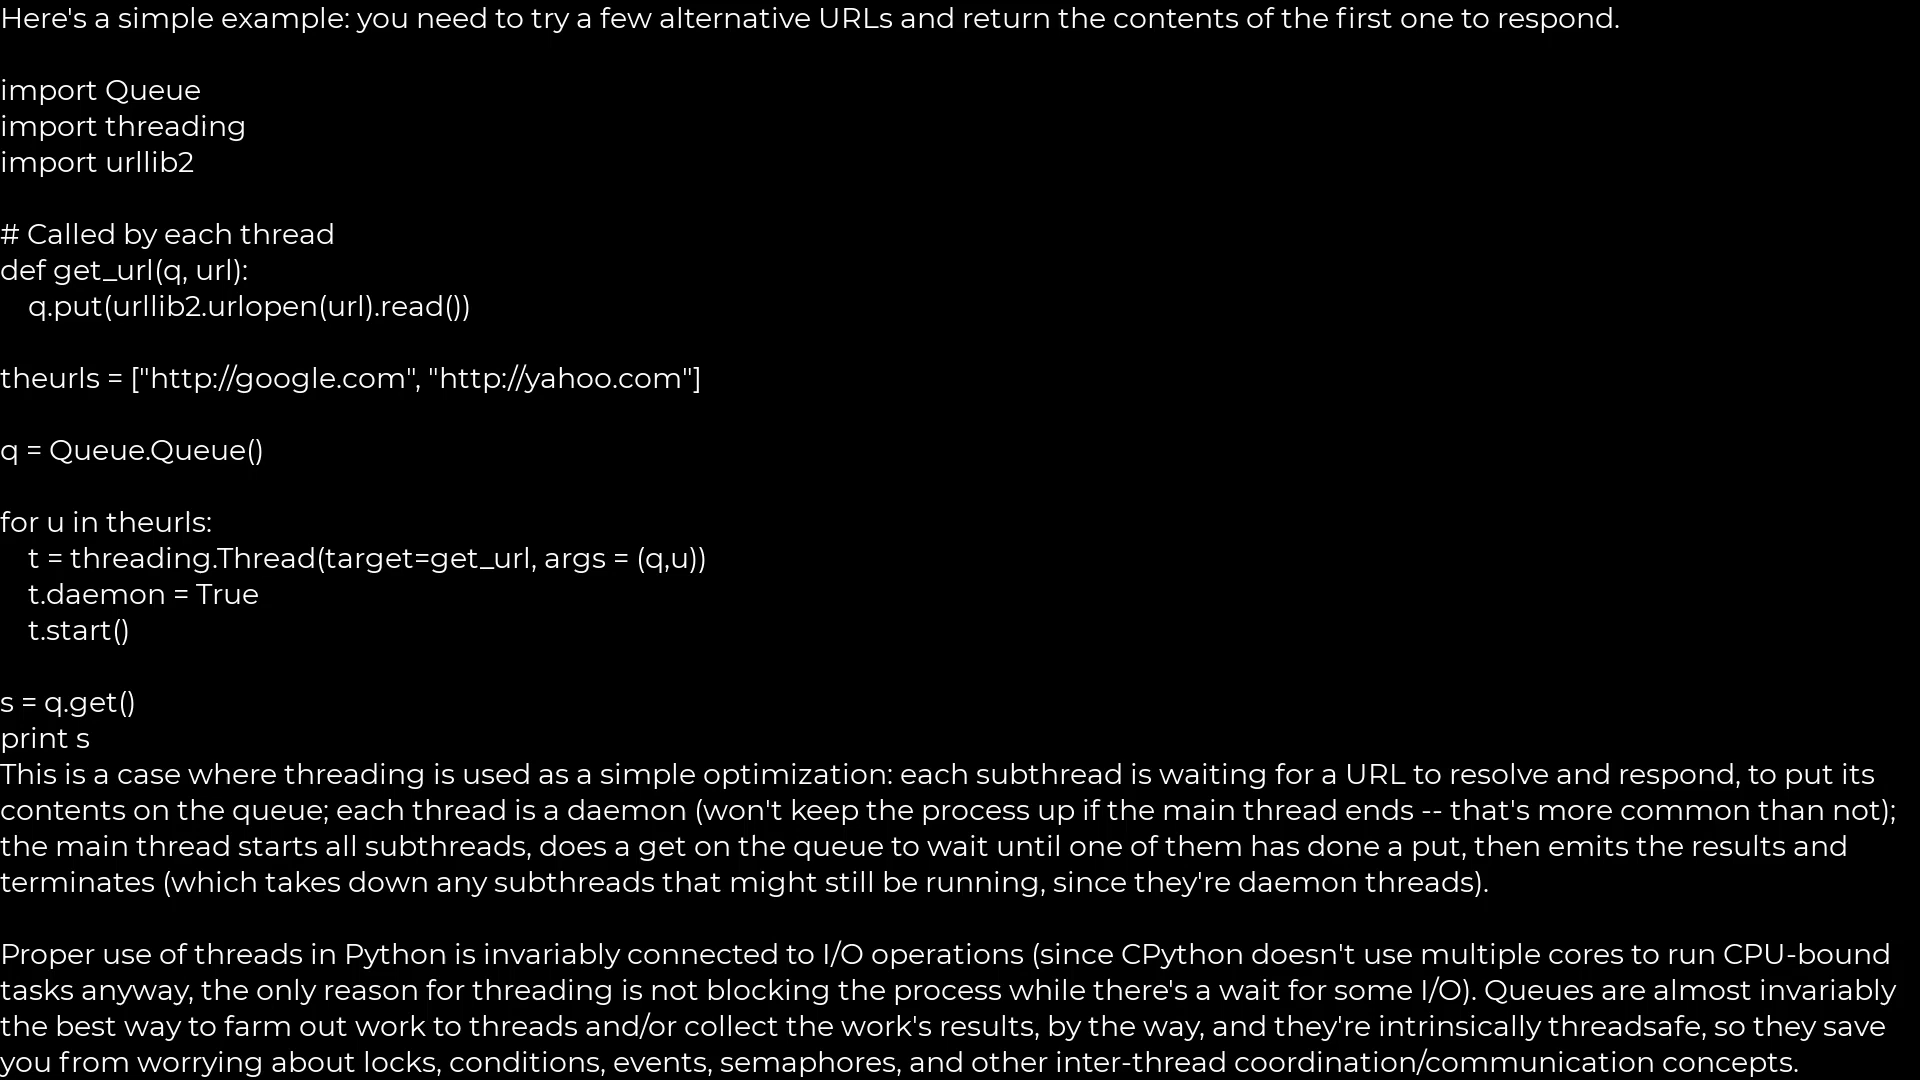 Here's a simple example: you need to try a few alternative URLs and return the contents of the first one to respond.

import Queue
import threading
import urllib2

# Called by each thread
def get_url(q, url):
    q.put(urllib2.urlopen(url).read())

theurls = ["http://google.com", "http://yahoo.com"]

q = Queue.Queue()

for u in theurls:
    t = threading.Thread(target=get_url, args = (q,u))
    t.daemon = True
    t.start()

s = q.get()
print s
This is a case where threading is used as a simple optimization: each subthread is waiting for a URL to resolve and respond, to put its
contents on the queue; each thread is a daemon (won't keep the process up if the main thread ends -- that's more common than not);
the main thread starts all subthreads, does a get on the queue to wait until one of them has done a put, then emits the results and
terminates (which takes down any subthreads that might still be running, since they're daemon threads).

Proper use of threads in Python is invariably connected to I/O operations (since CPython doesn't use multiple cores to run CPU-bound
tasks anyway, the only reason for threading is not blocking the process while there's a wait for some I/O). Queues are almost invariably
the best way to farm out work to threads and/or collect the work's results, by the way, and they're intrinsically threadsafe, so they save
you from worrying about locks, conditions, events, semaphores, and other inter-thread coordination/communication concepts.